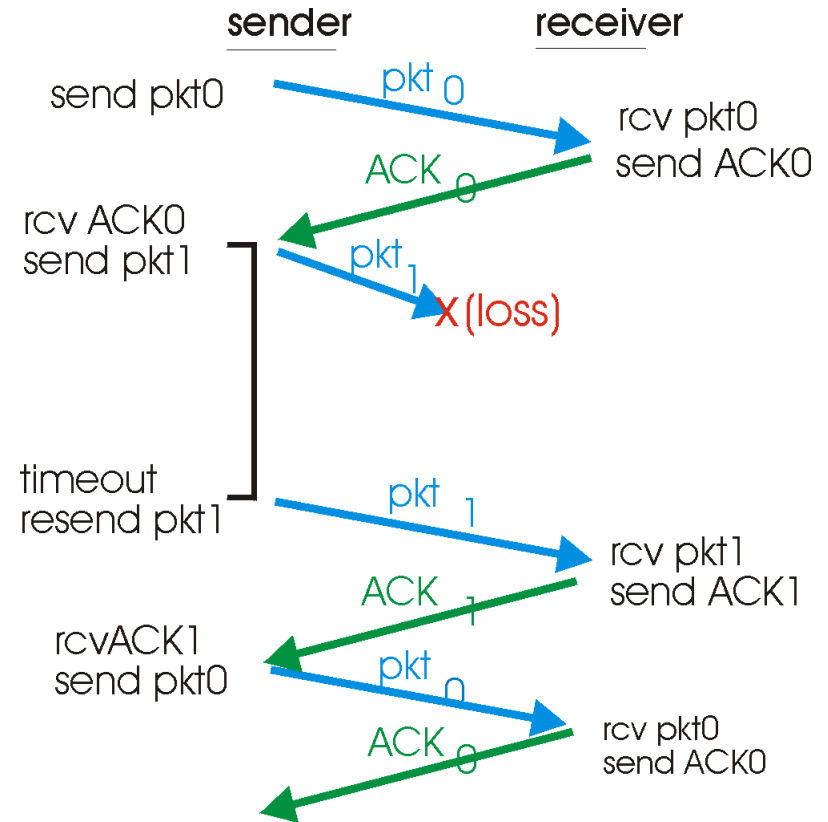 sender
receiver
send pkt0
pkt 0
rcv pkt0
send ACK0
ACK 0
rcv ACK0
send pkt1
pkt 1
X (loss)
timeout
resend pkt1
pkt 1
rcv pkt1
send ACK1
ACK 1
rcvACK1
send pkt0
pkt 0
rcv pkt0
send ACK0
ACK 0